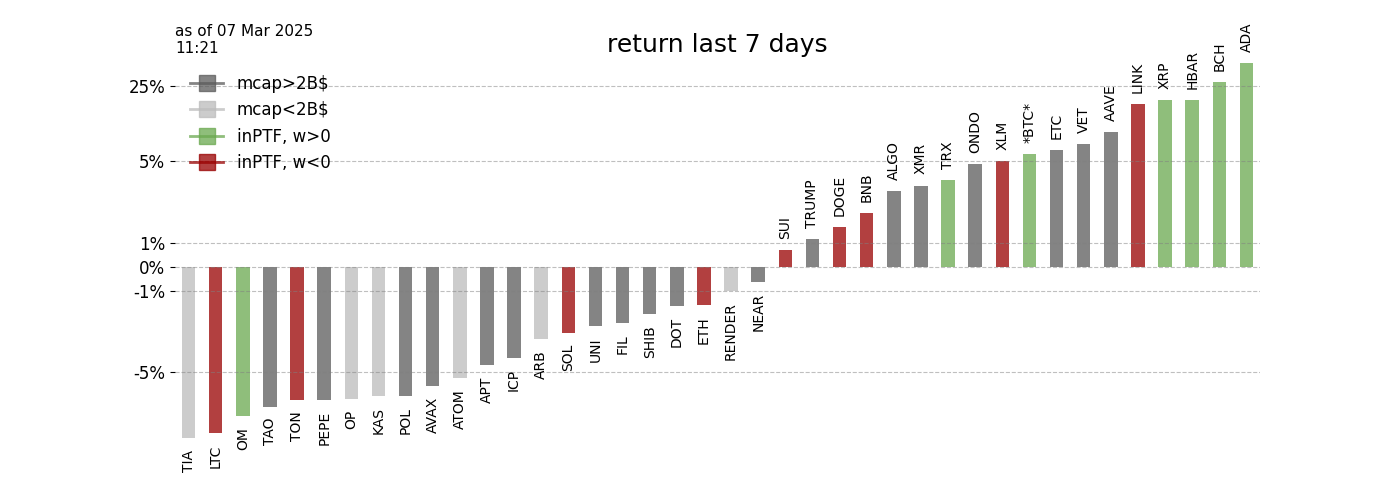 as of 07 Mar 2025
11:21
return last 7 days
mcap>2B$
mcap<2B$
inPTF, w>0
inPTF, w<0
25%
5%
1%
0%
-1%
-5%
TIA
LTC
OM
TAO
TON
PEPE
OP
KAS
POL
AVAX
ATOM
APT
ICP
ARB
SOL
UNI
FIL
SHIB
DOT
ETH
RENDER
NEAR
SUI
TRUMP
DOGE
BNB
ALGO
XMR
TRX
ONDO
XLM
*BTC*
ETC
VET
AAVE
LINK
XRP
HBAR
BCH
ADA